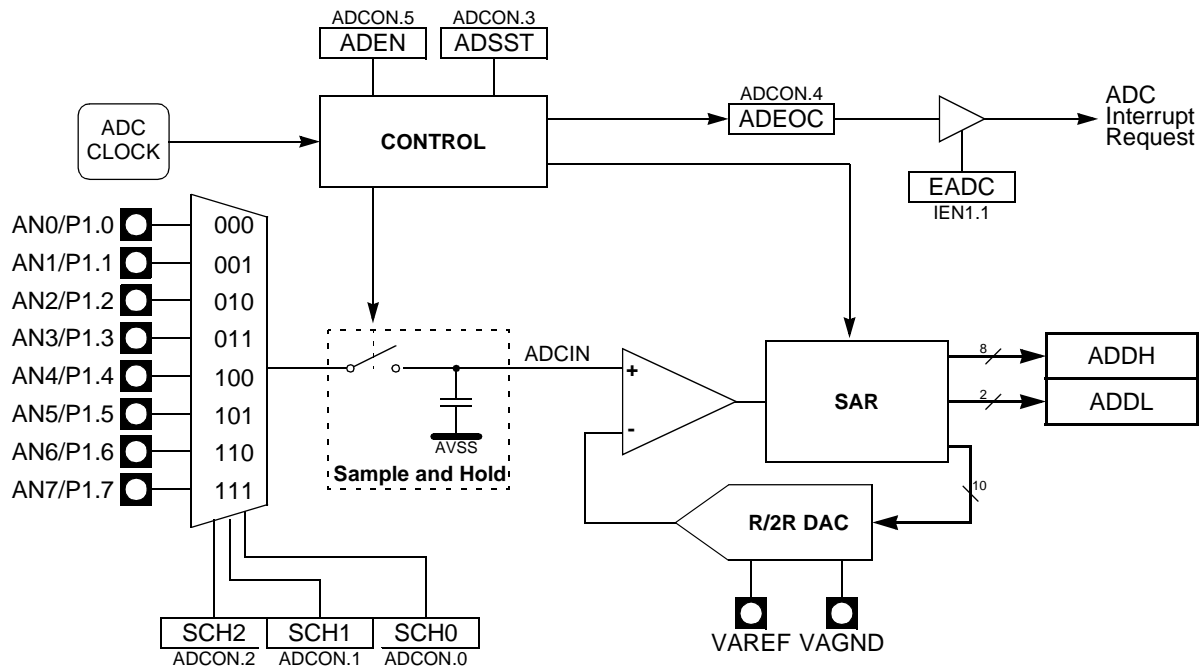 ADCON.5
ADEN
ADCON.3
ADSST
ADC
CLOCK
CONTROL
ADCON.4
ADEOC
ADC
Interrupt
Request
EADC
IEN1.1
AN0/P1.0
000
AN1/P1.1
001
AN2/P1.2
010
AN3/P1.3
011
AN4/P1.4
100
AN5/P1.5
101
AN6/P1.6
110
AN7/P1.7
111
ADCIN
AVSS
Sample and Hold
+
-
SAR
8
ADDH
2
ADDL
10
R/2R DAC
VAREF
VAGND
SCH2
SCH1
SCH0
ADCON.2
ADCON.1
ADCON.0